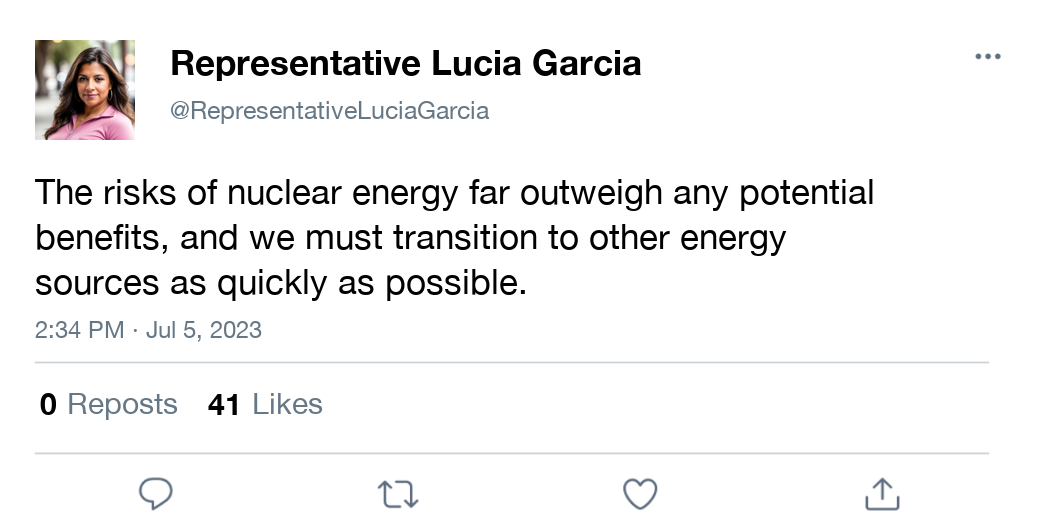 Representative Lucia Garcia
@RepresentativeLuciaGarcia
The risks of nuclear energy far outweigh any potential
benefits, and we must transition to other energy
sources as quickly as possible.
2:34 PM · Jul 5, 2023
0 Reposts 41 Likes